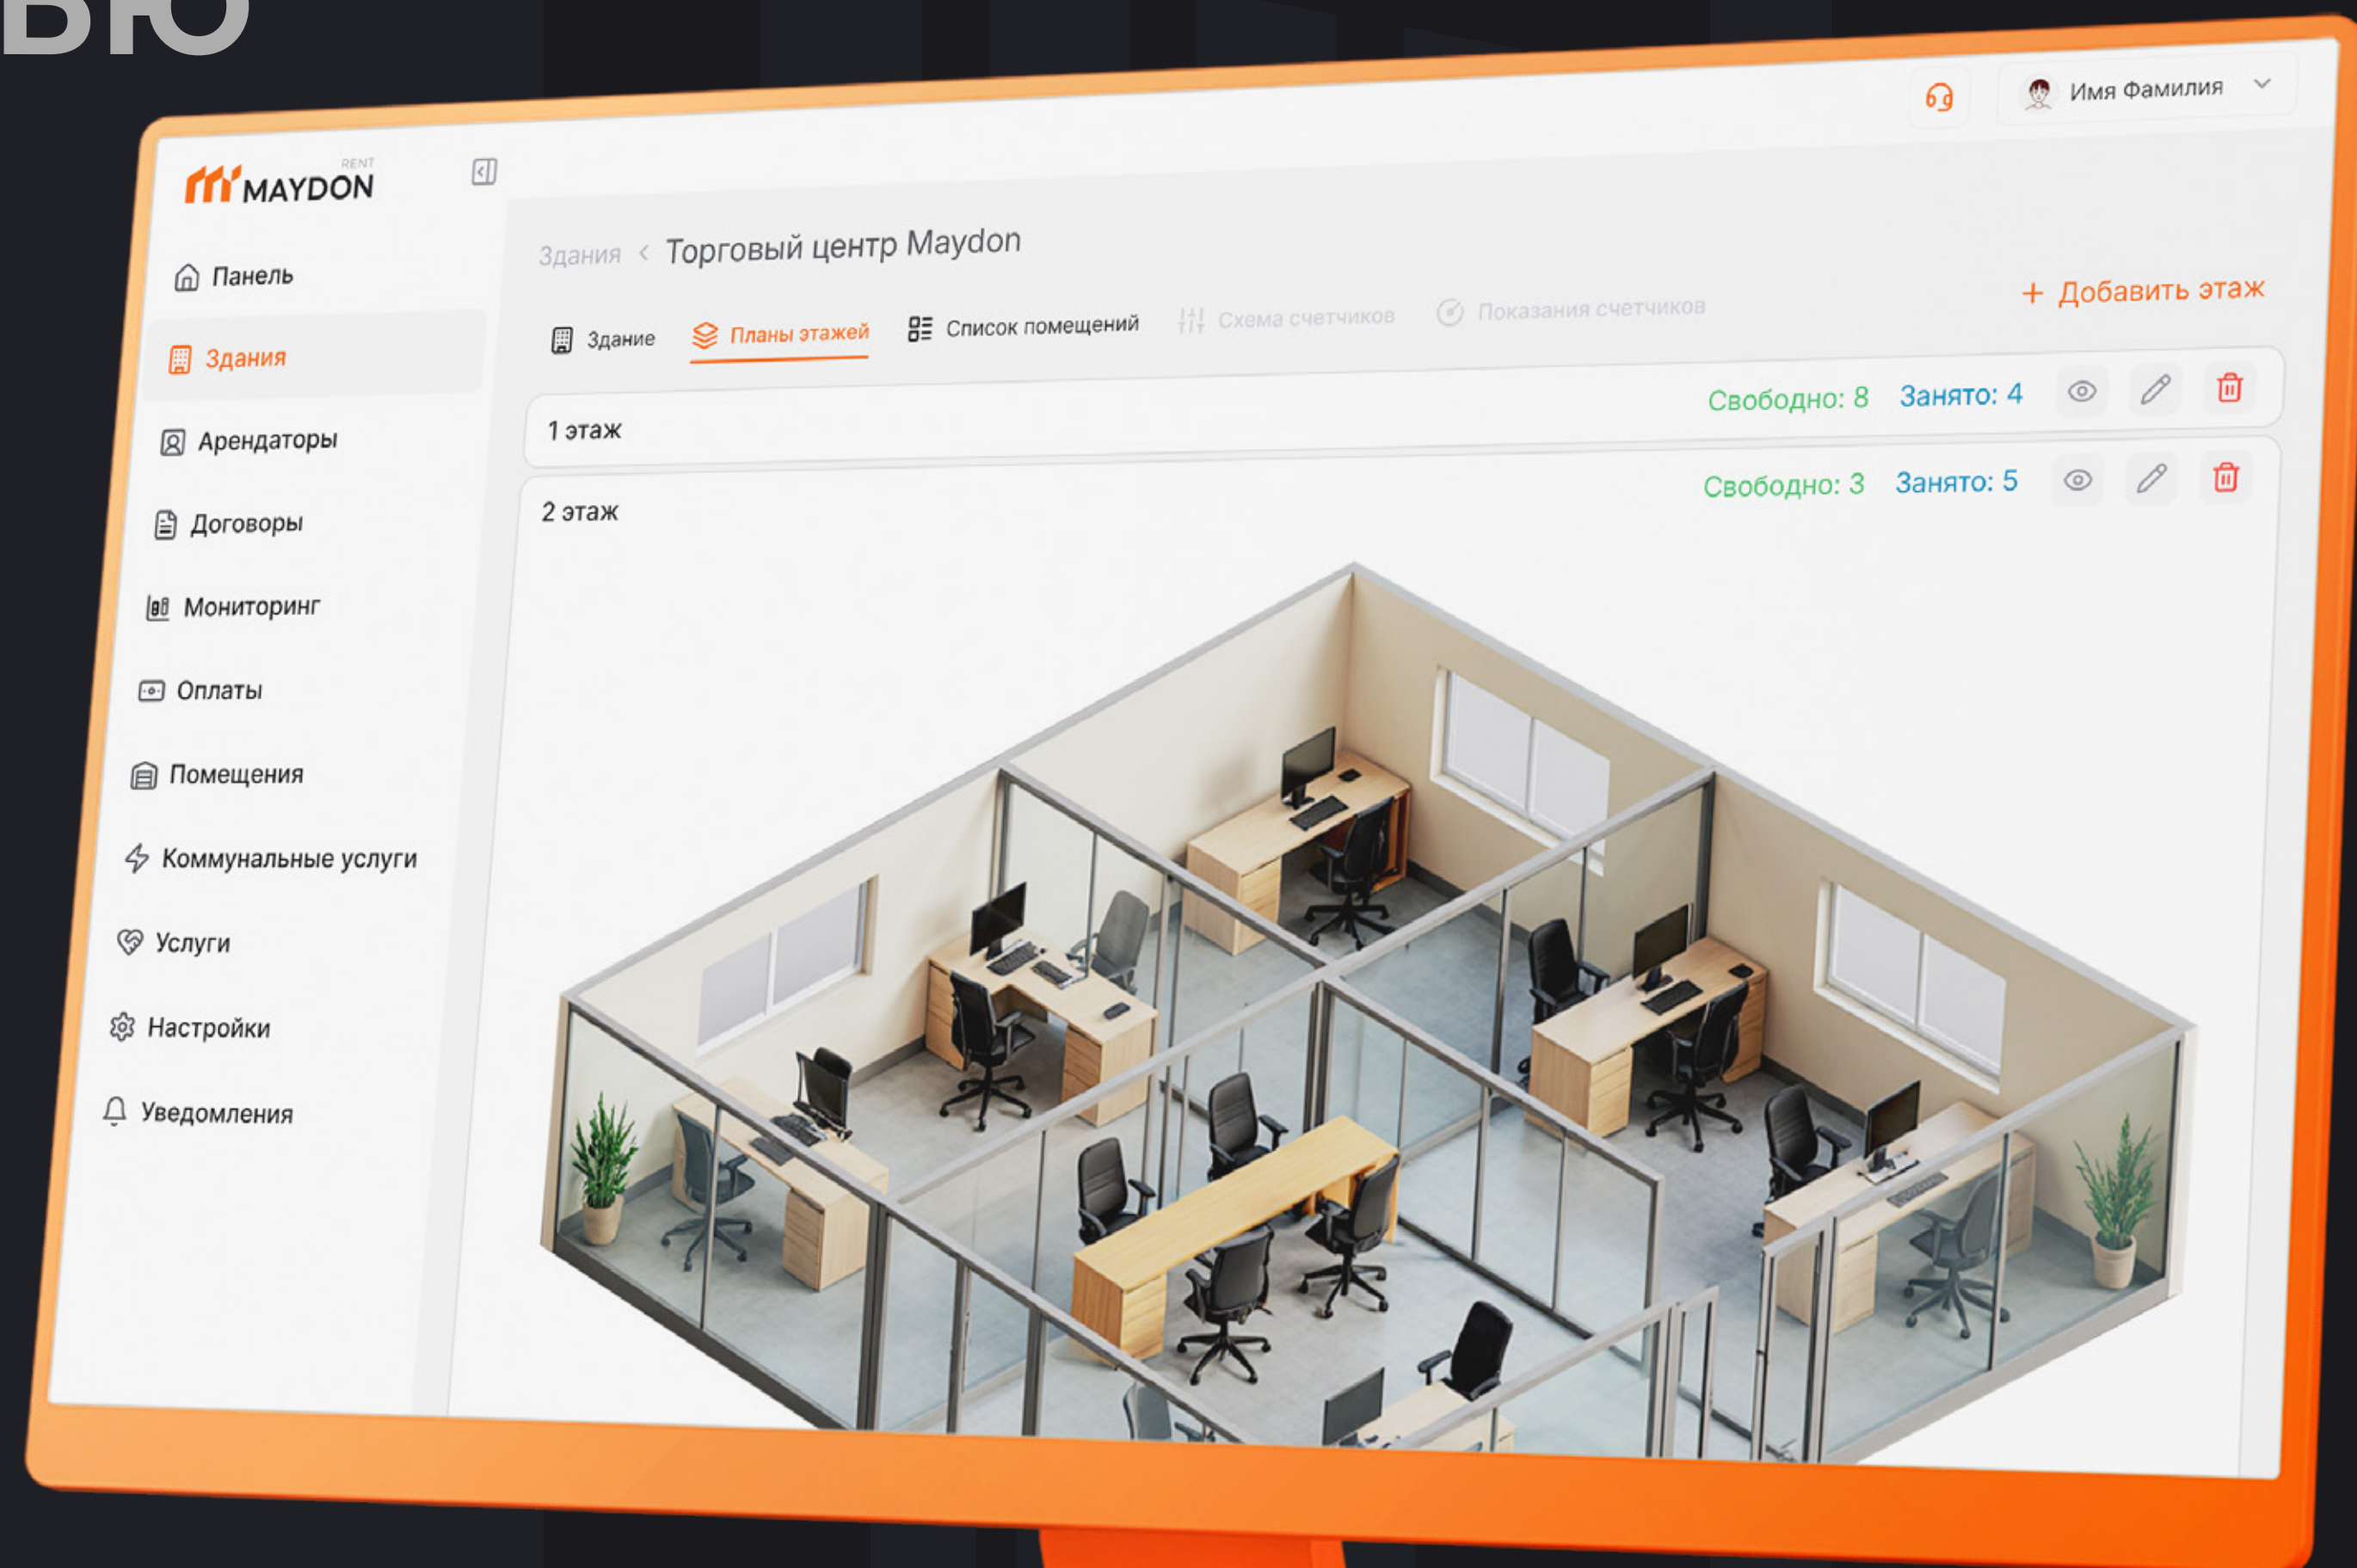 ВЮ
RENT
MAYDON
Имя Фамилия
Панель
Здания
Арендаторы
Договоры
Мониторинг
Оплаты
Помещения
Коммунальные услуги
Услуги
Настройки
Уведомления
Здания < Торговый центр Maydon
Здание Планы этажей Список помещений Схема счетчиков Показания счетчиков
+ Добавить этаж
1 этаж Свободно: 8 Занято: 4
2 этаж Свободно: 3 Занято: 5